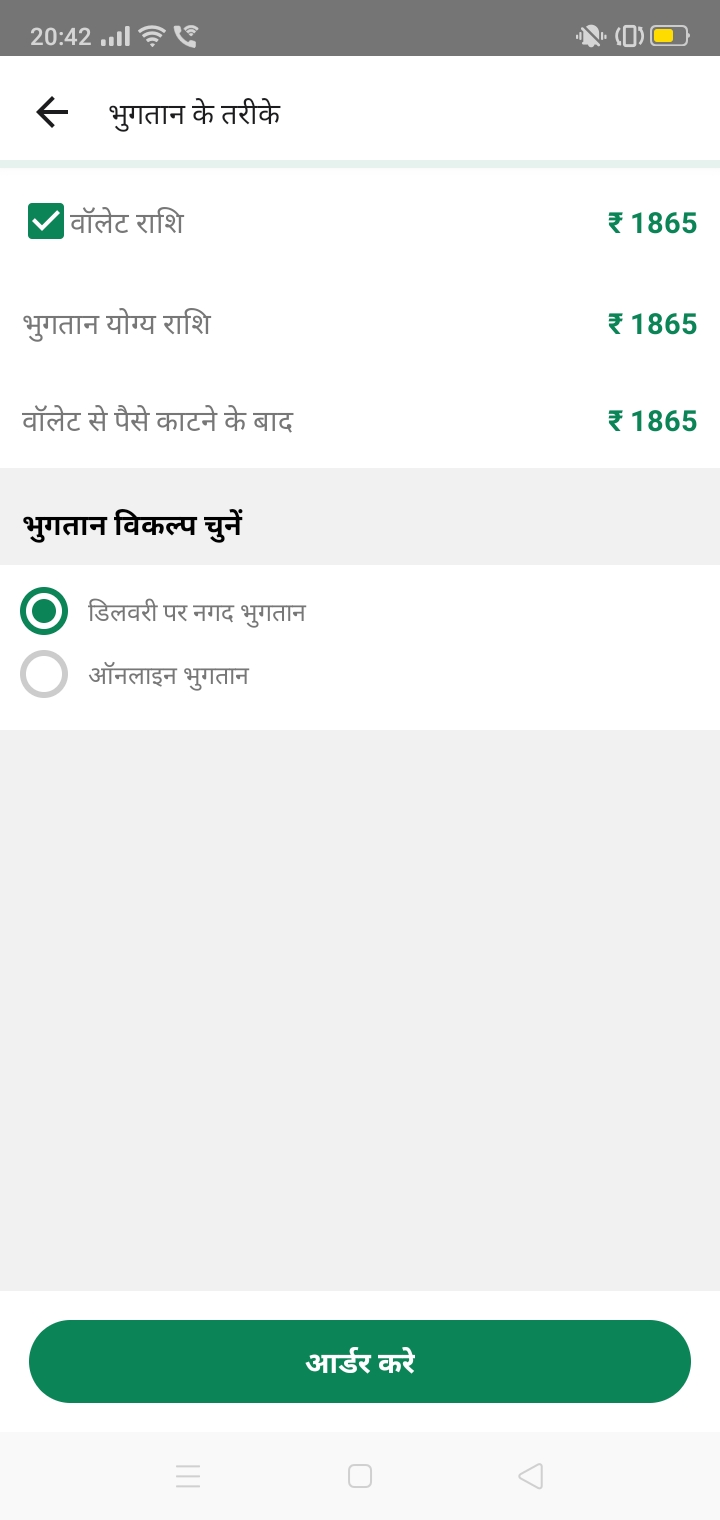 20:42
भुगतान के तरीके
वॉलेट राशि ₹ 1865
भुगतान योग्य राशि ₹ 1865
वॉलेट से पैसे काटने के बाद ₹ 1865
भुगतान विकल्प चुनें
डिलवरी पर नगद भुगतान
ऑनलाइन भुगतान
आर्डर करे